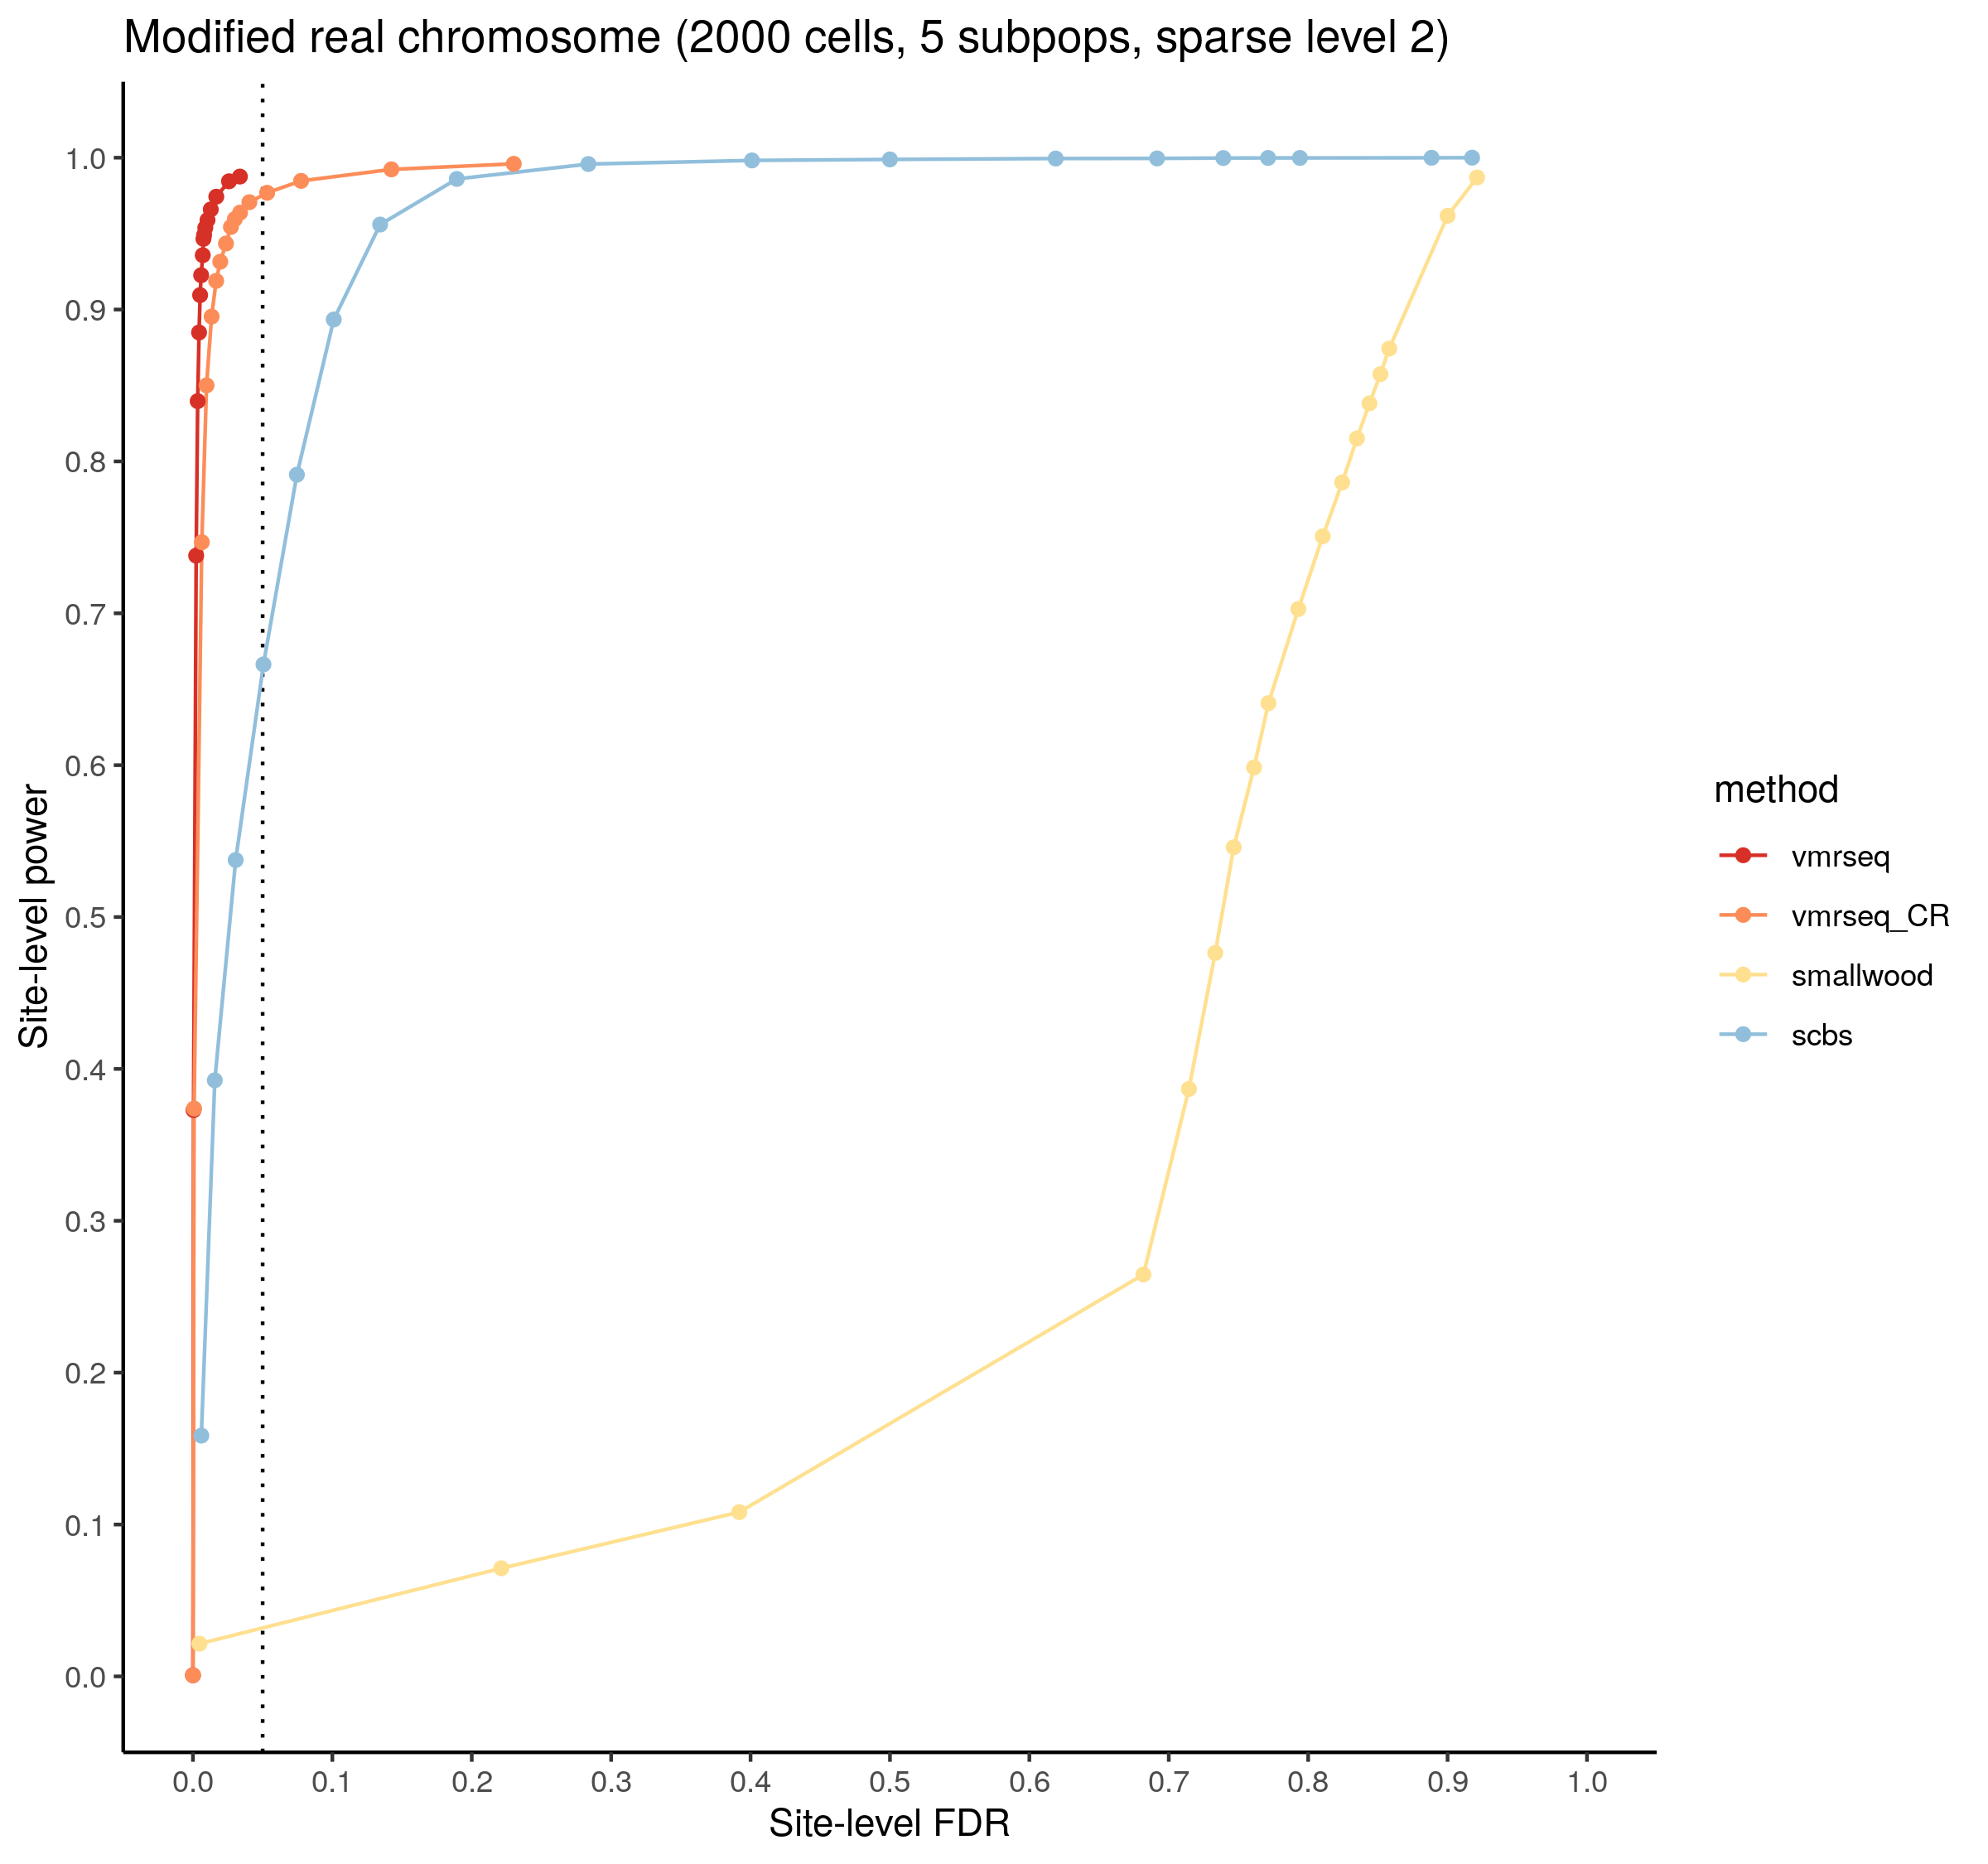 Modified real chromosome (2000 cells, 5 subpops, sparse level 2)
Site-level power
1.0
0.9
0.8
0.7
0.6
0.5
0.4
0.3
0.2
0.1
0.0
0.0 0.1 0.2 0.3 0.4 0.5 0.6 0.7 0.8 0.9 1.0
Site-level FDR
method
vmrseq
vmrseq_CR
smallwood
scbs